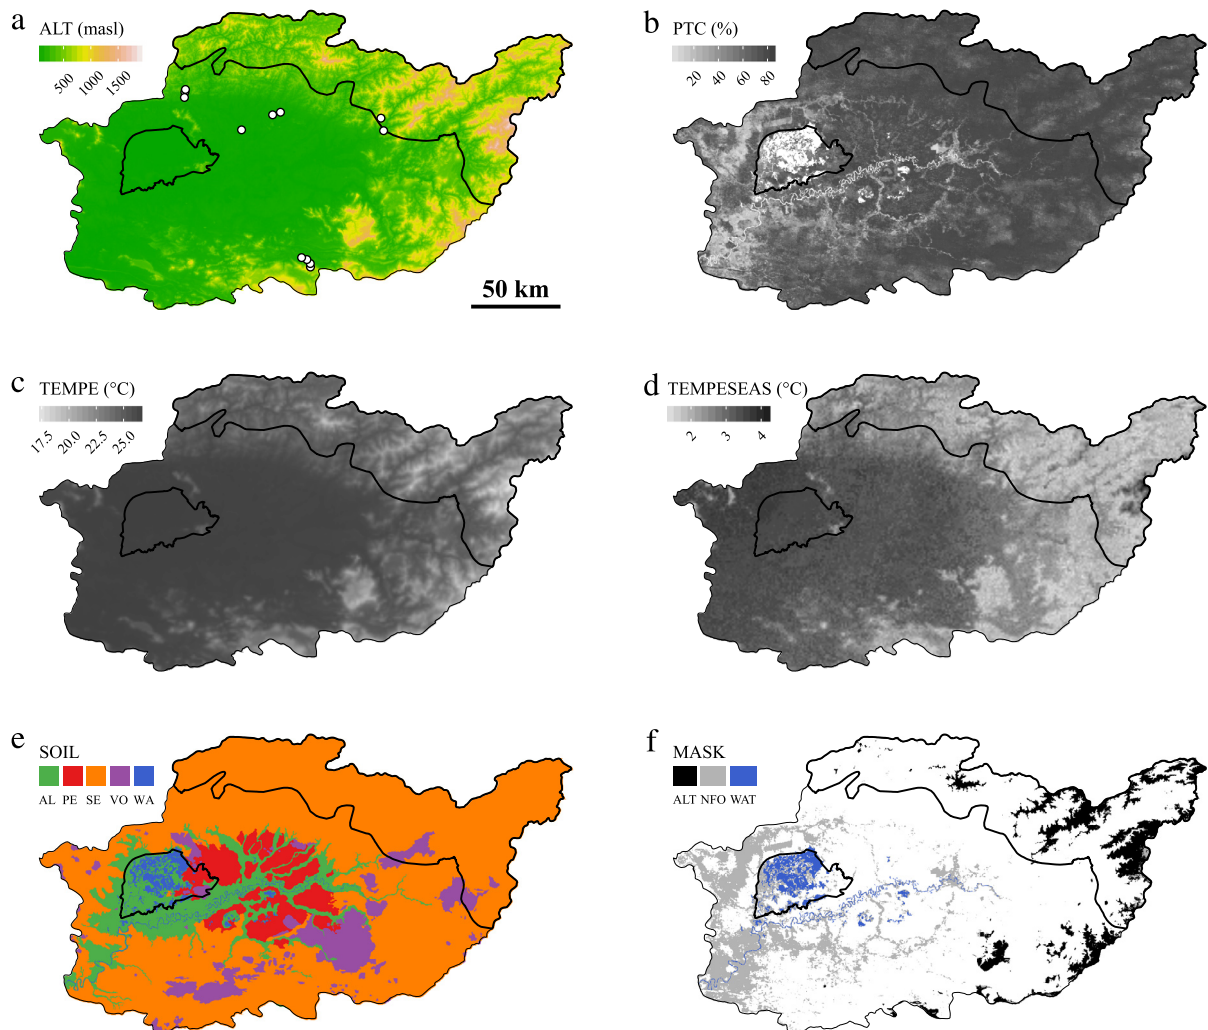 a
ALT (masl)
500
1000
1500
50 km
b
PTC (%)
20
40
60
80
c
TEMPE (°C)
17.5
20.0
22.5
25.0
d
TEMPESEAS (°C)
2
3
4
e
SOIL
AL PE SE VO WA
f
MASK
ALT NFO WAT